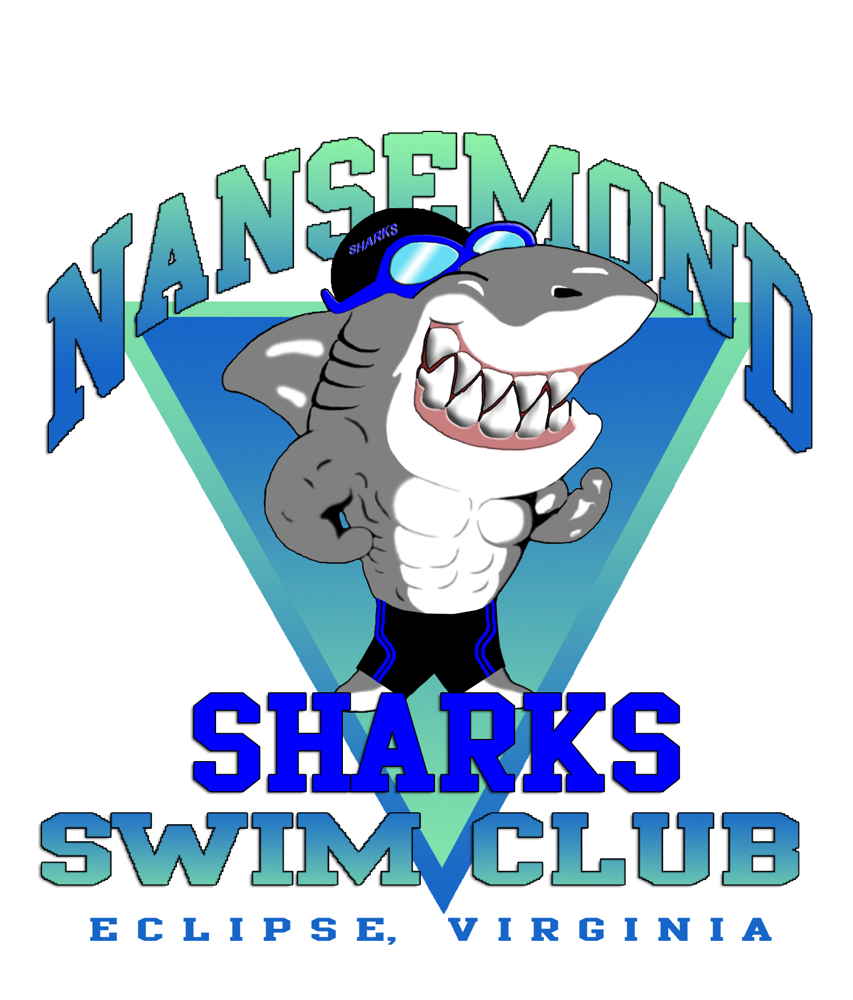 NANSEMOND
SHARKS
SHARKS
SWIM CLUB
ECLIPSE, VIRGINIA